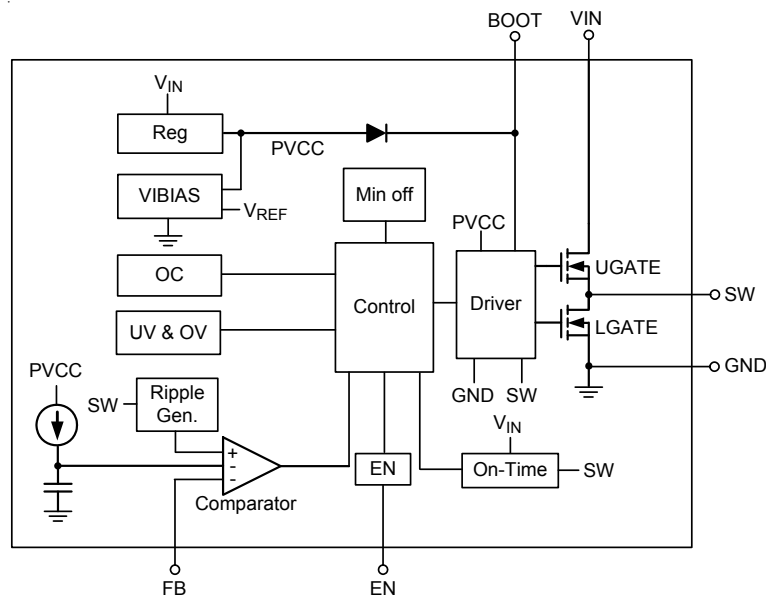 BOOT VIN
VIN
Reg
PVCC
VIBIAS
VREF
Min off
PVCC
OC
Control
Driver
UGATE
SW
UV & OV
LGATE
PVCC
GND
SW
Ripple
Gen.
GND SW
VIN
+
-
-
EN
On-Time
SW
Comparator
FB
EN